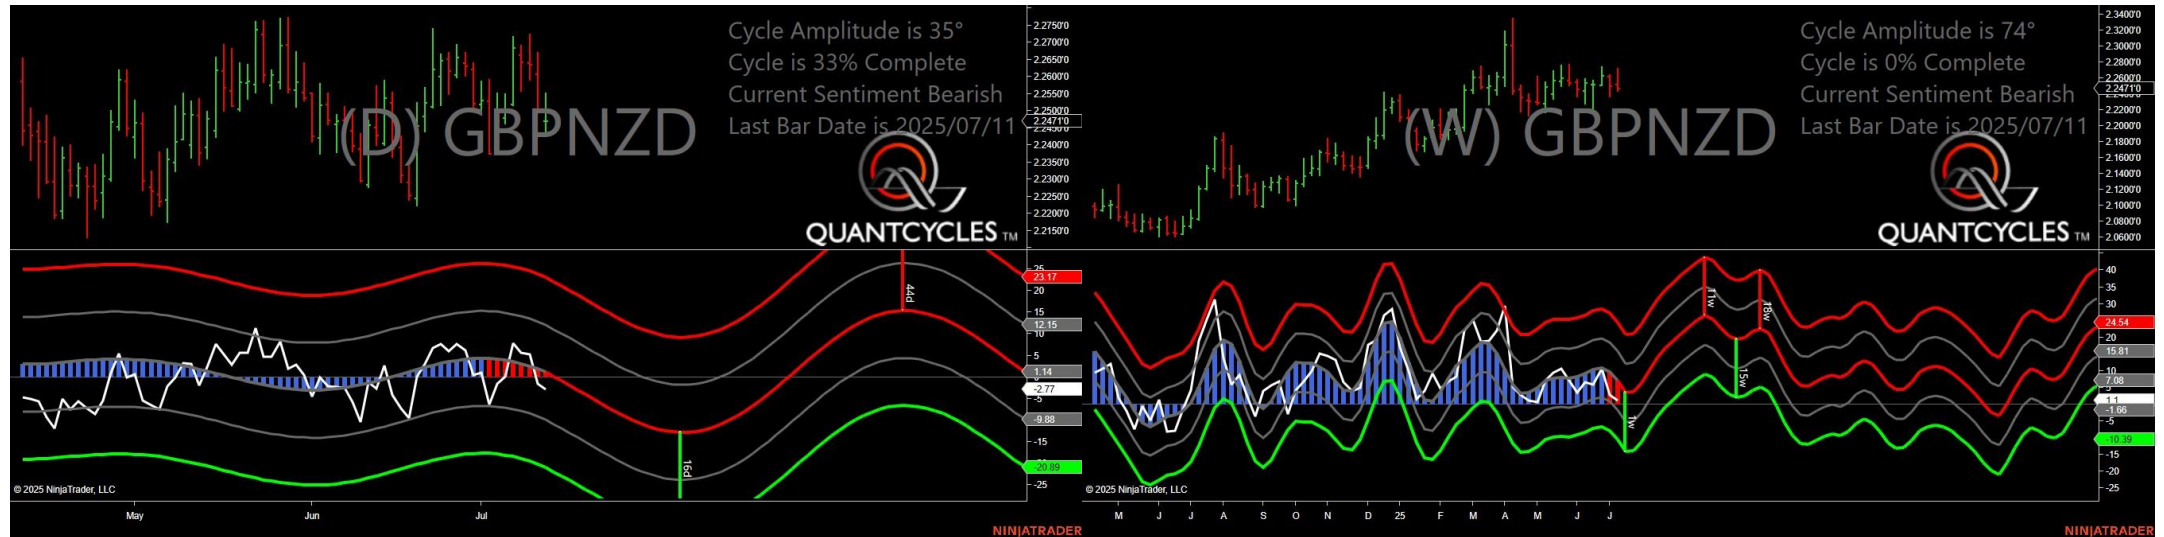 Cycle Amplitude is 35°
Cycle is 33% Complete
Current Sentiment Bearish
Last Bar Date is 2025/07/11
(D) GBPNZD
QUANTCYCLES TM
2.2750'0
2.2700'0
2.2650'0
2.2600'0
2.2550'0
2.2500'0
2.2471'0
2.2400'0
2.2350'0
2.2300'0
2.2250'0
2.2200'0
2.2150'0
44d
16d
25
23.17
20
15
12.15
10
5
1.14
-2.77
-5
-9.88
-15
-20.89
-25
© 2025 NinjaTrader, LLC
May Jun Jul
NINJATRADER
Cycle Amplitude is 74°
Cycle is 0% Complete
Current Sentiment Bearish
Last Bar Date is 2025/07/11
(W) GBPNZD
QUANTCYCLES TM
2.3400'0
2.3200'0
2.3000'0
2.2800'0
2.2600'0
2.2471'0
2.2200'0
2.2000'0
2.1800'0
2.1600'0
2.1400'0
2.1200'0
2.1000'0
2.0800'0
2.0600'0
11w
18w
15w
1w
40
35
30
24.54
20
15.81
10
7.08
1.1
-1.66
-5
-10.39
-15
-20
-25
© 2025 NinjaTrader, LLC
M J J A S O N D 25 F M A M J J
NINJATRADER